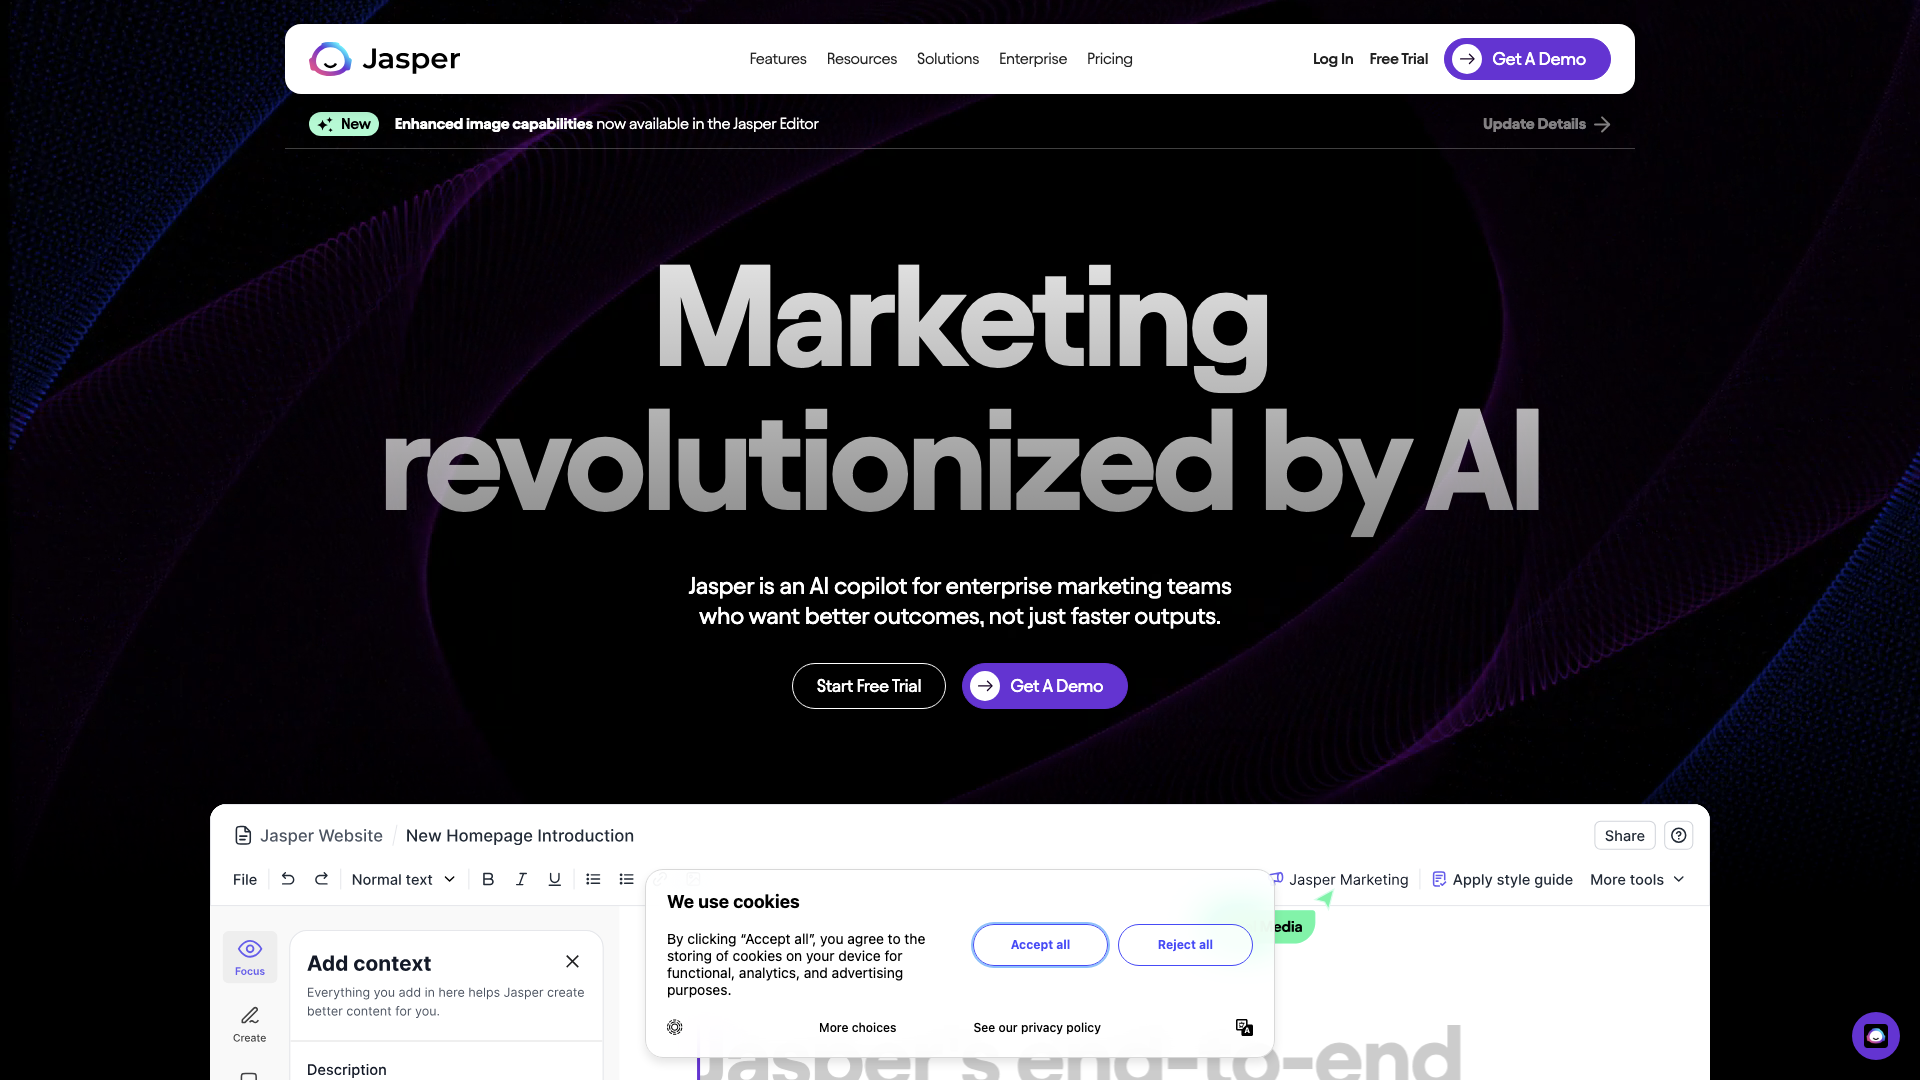 Jasper
Features Resources Solutions Enterprise Pricing
Log In Free Trial Get A Demo
New Enhanced image capabilities now available in the Jasper Editor
Update Details
Marketing
revolutionized by AI
Jasper is an AI copilot for enterprise marketing teams
who want better outcomes, not just faster outputs.
Start Free Trial Get A Demo
Jasper Website / New Homepage Introduction
Share
File Normal text B I U
Jasper Marketing Apply style guide More tools
Focus
Create
Add context
Everything you add in here helps Jasper create
better content for you.
Description
We use cookies
By clicking “Accept all”, you agree to the
storing of cookies on your device for
functional, analytics, and advertising
purposes.
Accept all Reject all
More choices See our privacy policy
Jasper's end-to-end